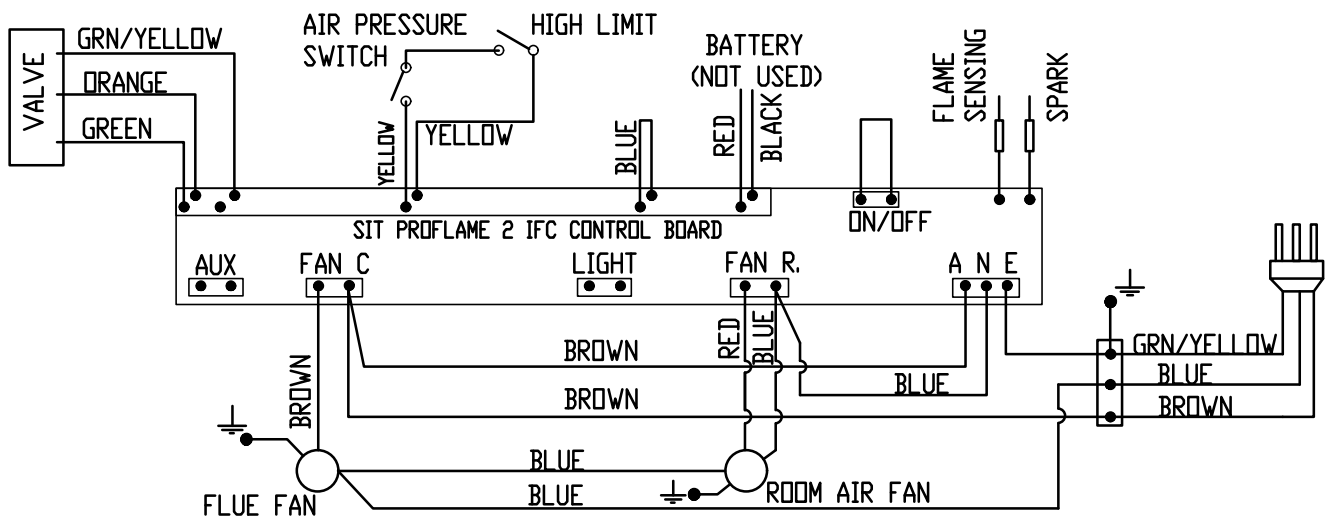 VALVE
GRN/YELLOW
ORANGE
GREEN
AIR PRESSURE
SWITCH
HIGH LIMIT
YELLOW
YELLOW
BLUE
BATTERY
(NOT USED)
RED
BLACK
FLAME
SENSING
SPARK
ON/OFF
SIT PROFLAME 2 IFC CONTROL BOARD
AUX
FAN C
LIGHT
FAN R.
A N E
BROWN
BROWN
BROWN
RED
BLUE
BLUE
GRN/YELLOW
BLUE
BROWN
FLUE FAN
BLUE
BLUE
ROOM AIR FAN